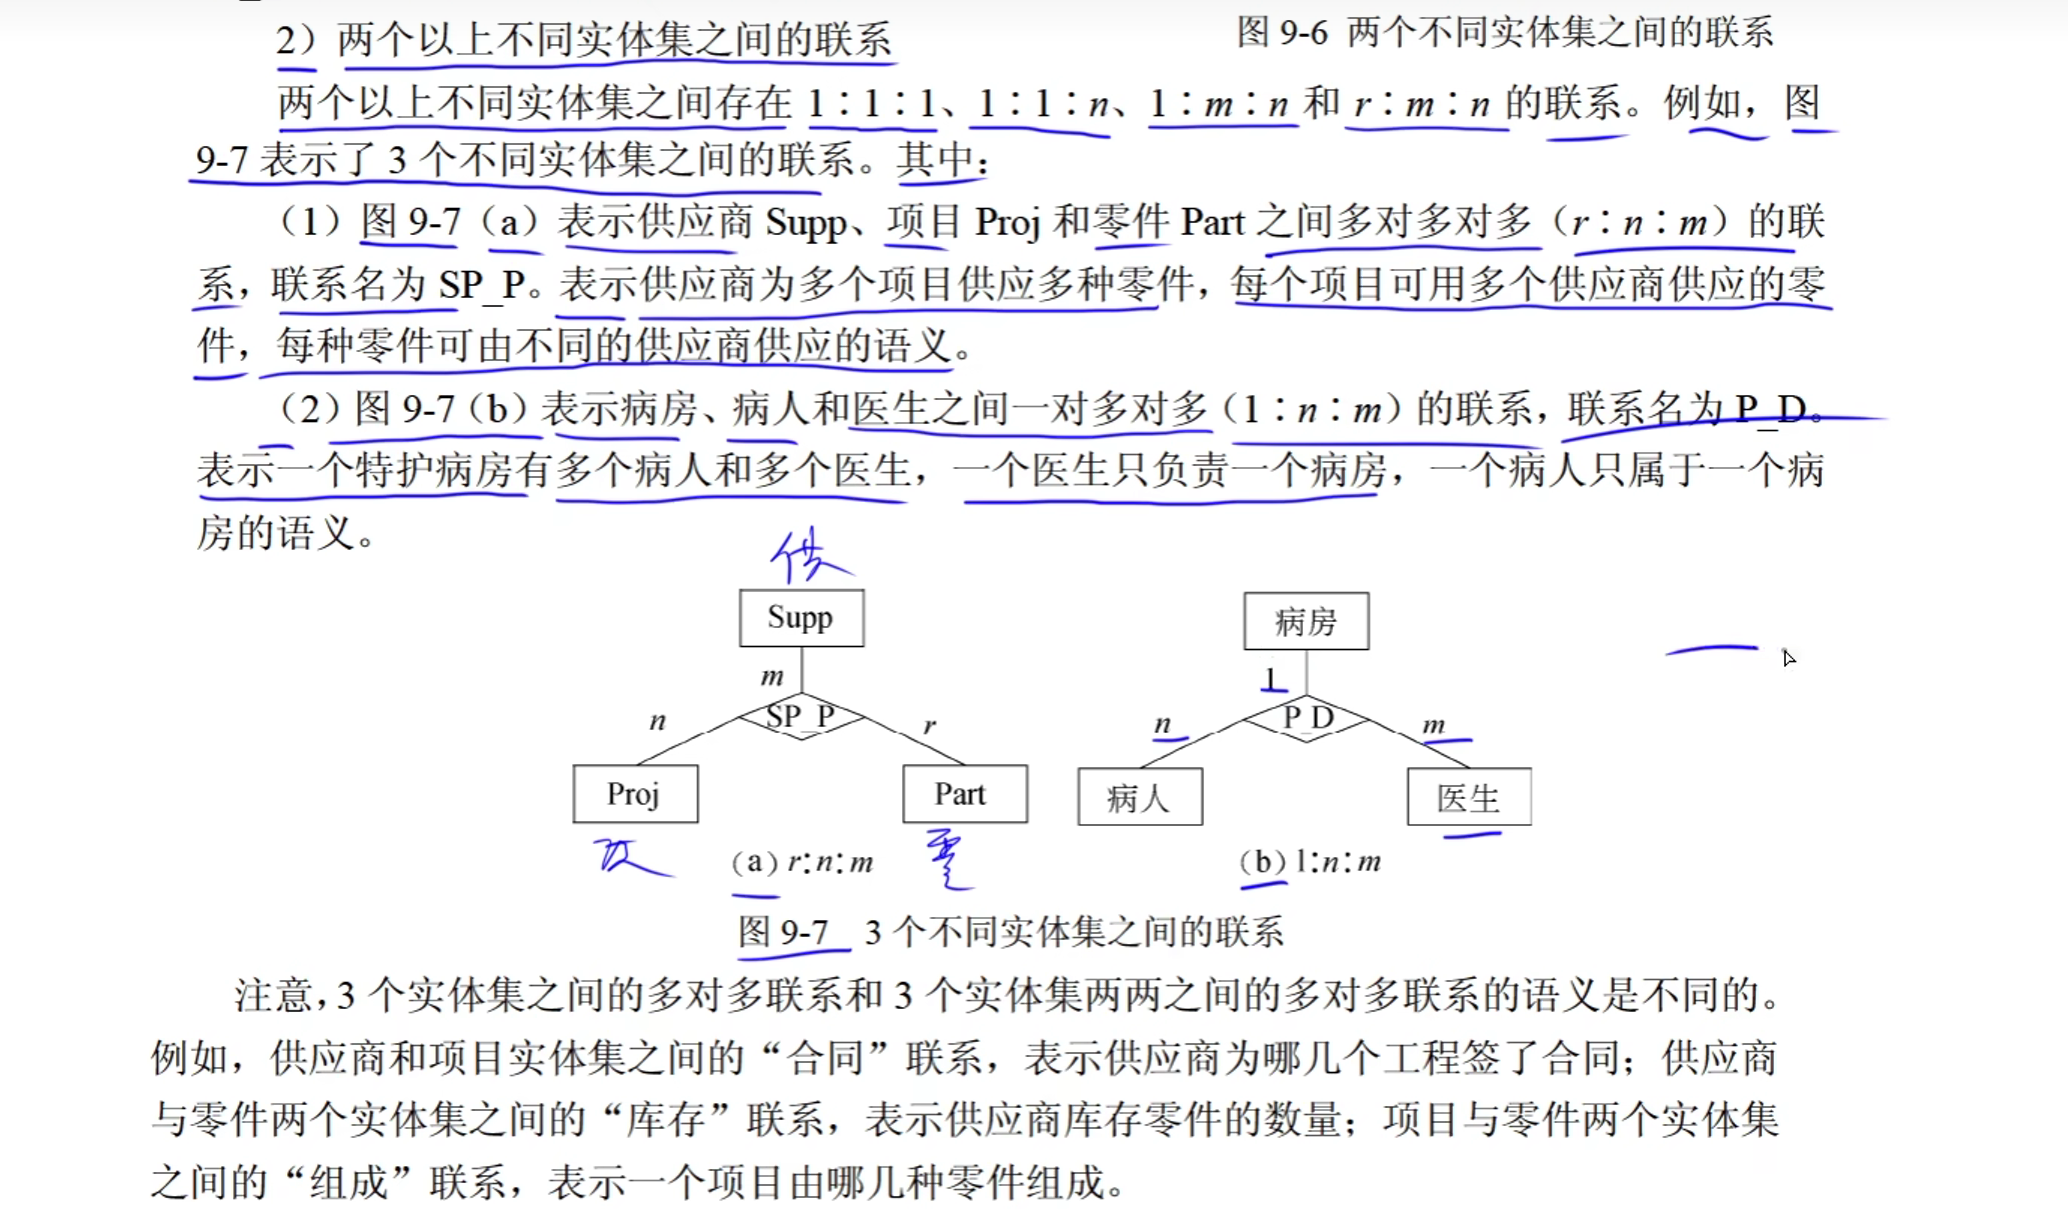 2）两个以上不同实体集之间的联系
图 9-6 两个不同实体集之间的联系
两个以上不同实体集之间存在 1∶1∶1、1∶1∶n、1∶m∶n 和 r∶m∶n 的联系。例如，图
9-7 表示了 3 个不同实体集之间的联系。其中：
（1）图 9-7（a）表示供应商 Supp、项目 Proj 和零件 Part 之间多对多对多（r∶n∶m）的联
系，联系名为 SP_P。表示供应商为多个项目供应多种零件，每个项目可用多个供应商供应的零
件，每种零件可由不同的供应商供应的语义。
（2）图 9-7（b）表示病房、病人和医生之间一对多对多（1∶n∶m）的联系，联系名为 P_D。
表示一个特护病房有多个病人和多个医生，一个医生只负责一个病房，一个病人只属于一个病
房的语义。
供
Supp
m
SP_P
n
r
Proj
Part
零
（a）r∶n∶m
病房
1
P_D
n
m
病人
医生
（b）1∶n∶m
图 9-7 3 个不同实体集之间的联系
注意，3 个实体集之间的多对多联系和 3 个实体集两两之间的多对多联系的语义是不同的。
例如，供应商和项目实体集之间的“合同”联系，表示供应商为哪几个工程签了合同；供应商
与零件两个实体集之间的“库存”联系，表示供应商库存零件的数量；项目与零件两个实体集
之间的“组成”联系，表示一个项目由哪几种零件组成。